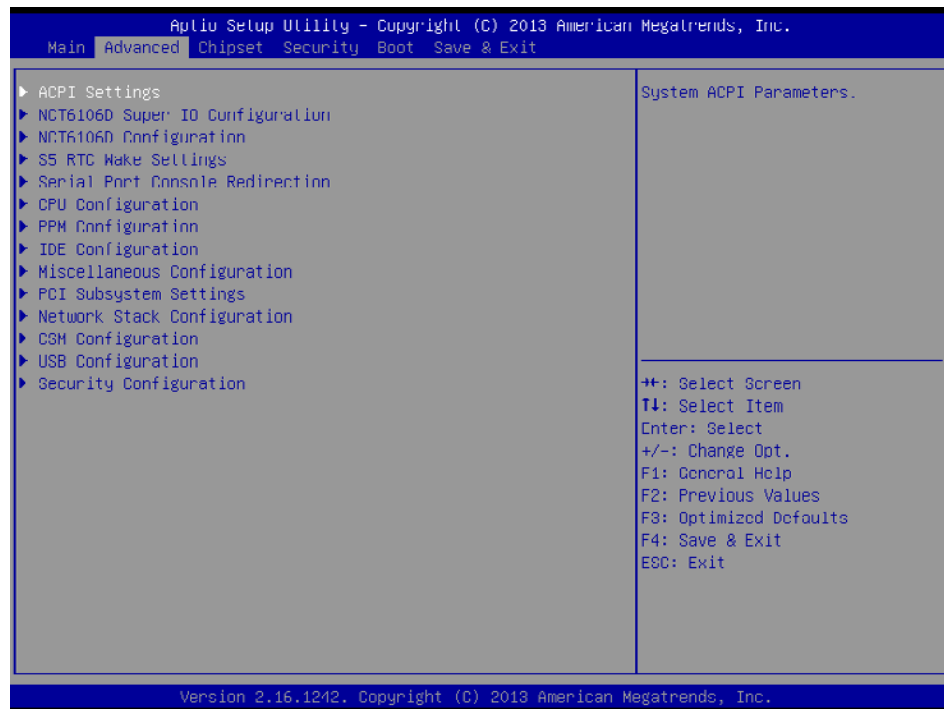 Aptio Setup Utility – Copyright (C) 2013 American Megatrends, Inc.
Main Advanced Chipset Security Boot Save & Exit
▶ ACPI Settings
▶ NCT6106D Super IO Configuration
▶ NCT6106D Configuration
▶ S5 RTC Wake Settings
▶ Serial Port Console Redirection
▶ CPU Configuration
▶ PPM Configuration
▶ IDE Configuration
▶ Miscellaneous Configuration
▶ PCI Subsystem Settings
▶ Network Stack Configuration
▶ CSM Configuration
▶ USB Configuration
▶ Security Configuration
System ACPI Parameters.
→←: Select Screen
↑↓: Select Item
Enter: Select
+/-: Change Opt.
F1: General Help
F2: Previous Values
F3: Optimized Defaults
F4: Save & Exit
ESC: Exit
Version 2.16.1242. Copyright (C) 2013 American Megatrends, Inc.